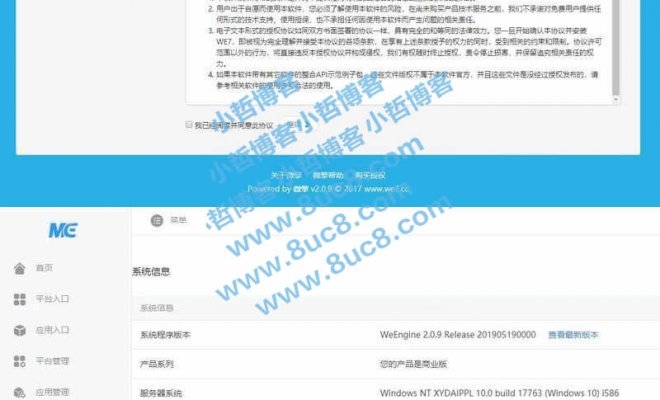 2. 用户出于自愿而使用本软件，您必须了解使用本软件的风险，在尚未购买产品技术服务之前，我们不承诺对免费用户提供任
何形式的技术支持、使用担保，也不承担任何因使用本软件而产生问题的相关责任。
3. 电子文本形式的授权协议如同双方书面签署的协议一样，具有完全的和等同的法律效力。您一旦开始确认本协议并安装
WE7，即被视为完全理解并接受本协议的各项条款，在享有上述条款授予的权力的同时，受到相关的约束和限制。协议许可
范围以外的行为，将直接违反本授权协议并构成侵权，我们有权随时终止授权，责令停止损害，并保留追究相关责任的权
力。
4. 如果本软件带有其它软件的整合API示范例子包，这些文件版权不属于本软件官方，并且这些文件是没经过授权发布的，请
参考相关软件的使用许可合法的使用。
我已经阅读并同意此协议
关于微擎 微擎帮助 购买授权
Powered by 微擎 v2.0.9 © 2017 www.we7.cc
小哲博客小哲博客小哲博客
www.8uc8.com
www.8uc8.com
www.8uc8.com
ME
菜单
首页
平台入口
应用入口
平台管理
应用管理
系统信息
系统信息
系统程序版本 WeEngine 2.0.9 Release 201905190000 查看最新版本
产品系列 您的产品是商业版
服务器系统 Windows NT XYDAIPPL 10.0 build 17763 (Windows 10) i586